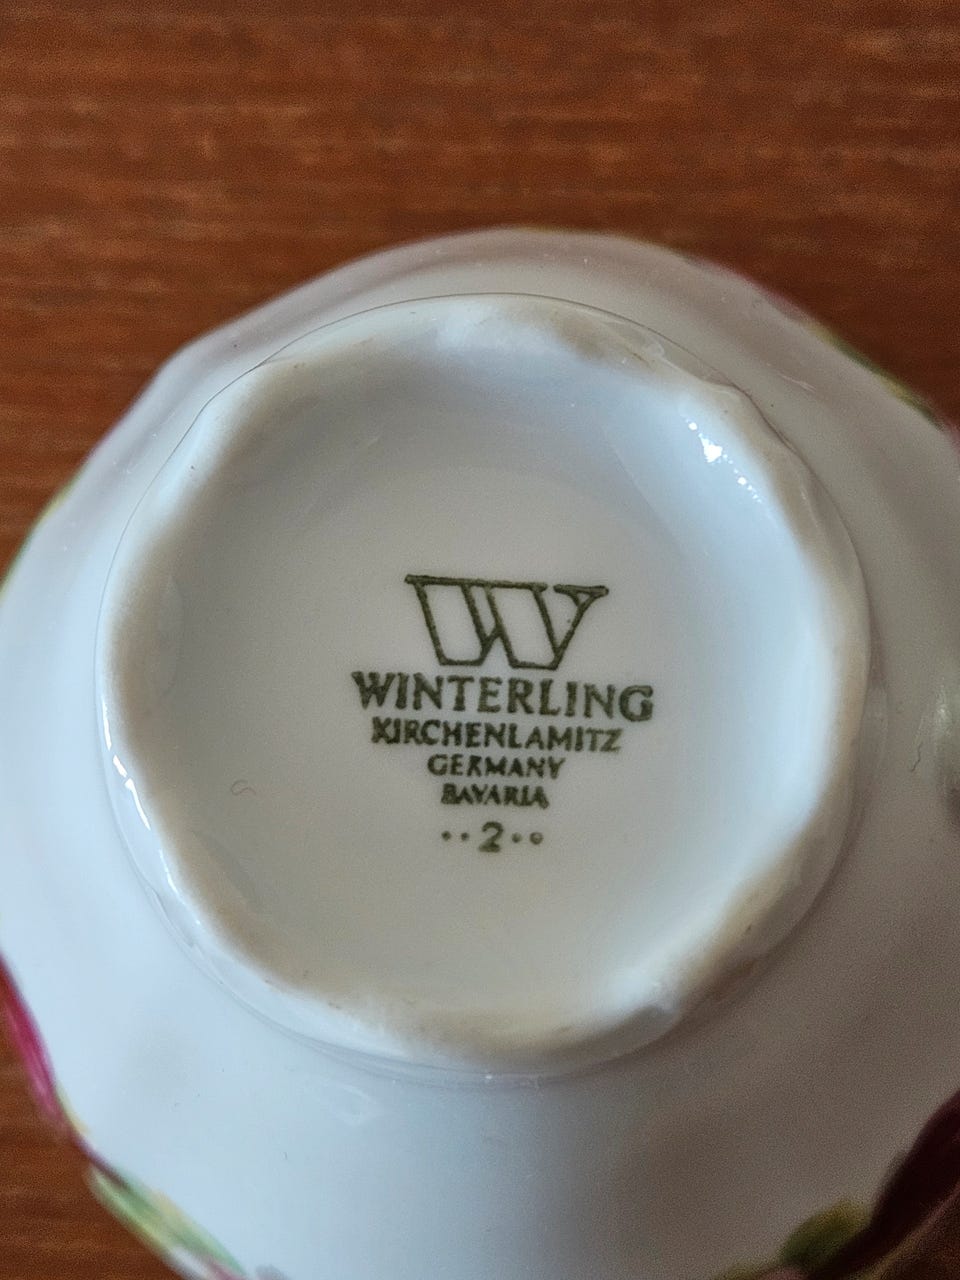 W
WINTERLING
KIRCHENLAMITZ
GERMANY
BAVARIA
··2··